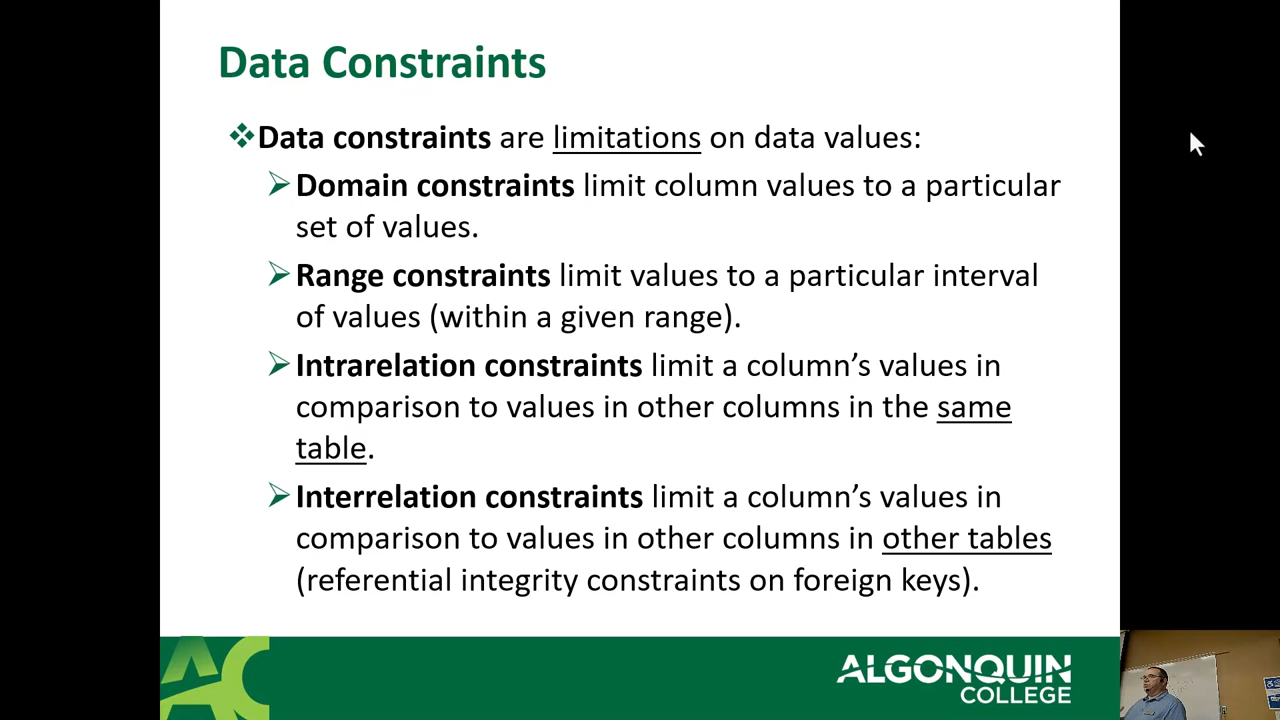 Data Constraints
Data constraints are limitations on data values:
Domain constraints limit column values to a particular
set of values.
Range constraints limit values to a particular interval
of values (within a given range).
Intrarelation constraints limit a column’s values in
comparison to values in other columns in the same
table.
Interrelation constraints limit a column’s values in
comparison to values in other columns in other tables
(referential integrity constraints on foreign keys).
AC
ALGONQUIN
COLLEGE